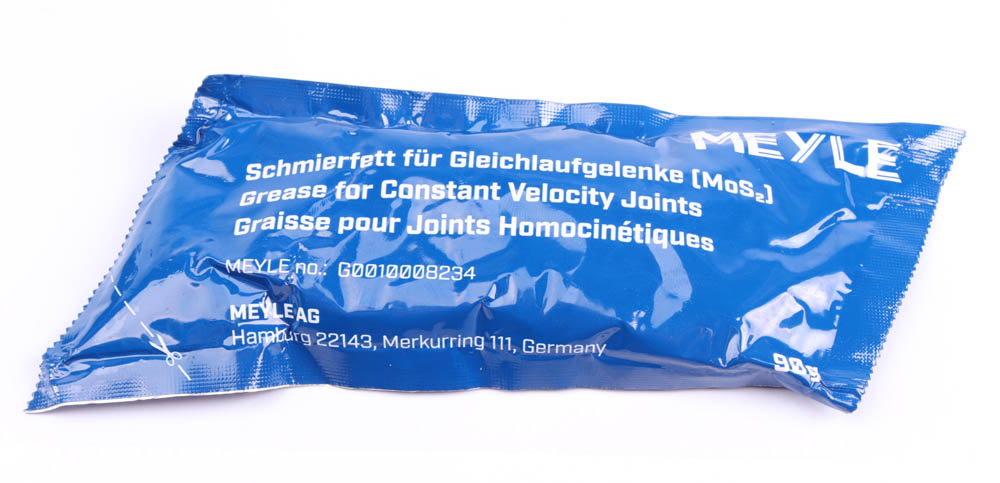 MEYLE
Schmierfett für Gleichlaufgelenke (MoS₂)
Grease for Constant Velocity Joints
Graisse pour Joints Homocinétiques
MEYLE no.: G0010008234
MEYLE AG
Hamburg 22143, Merkurring 111, Germany
90g